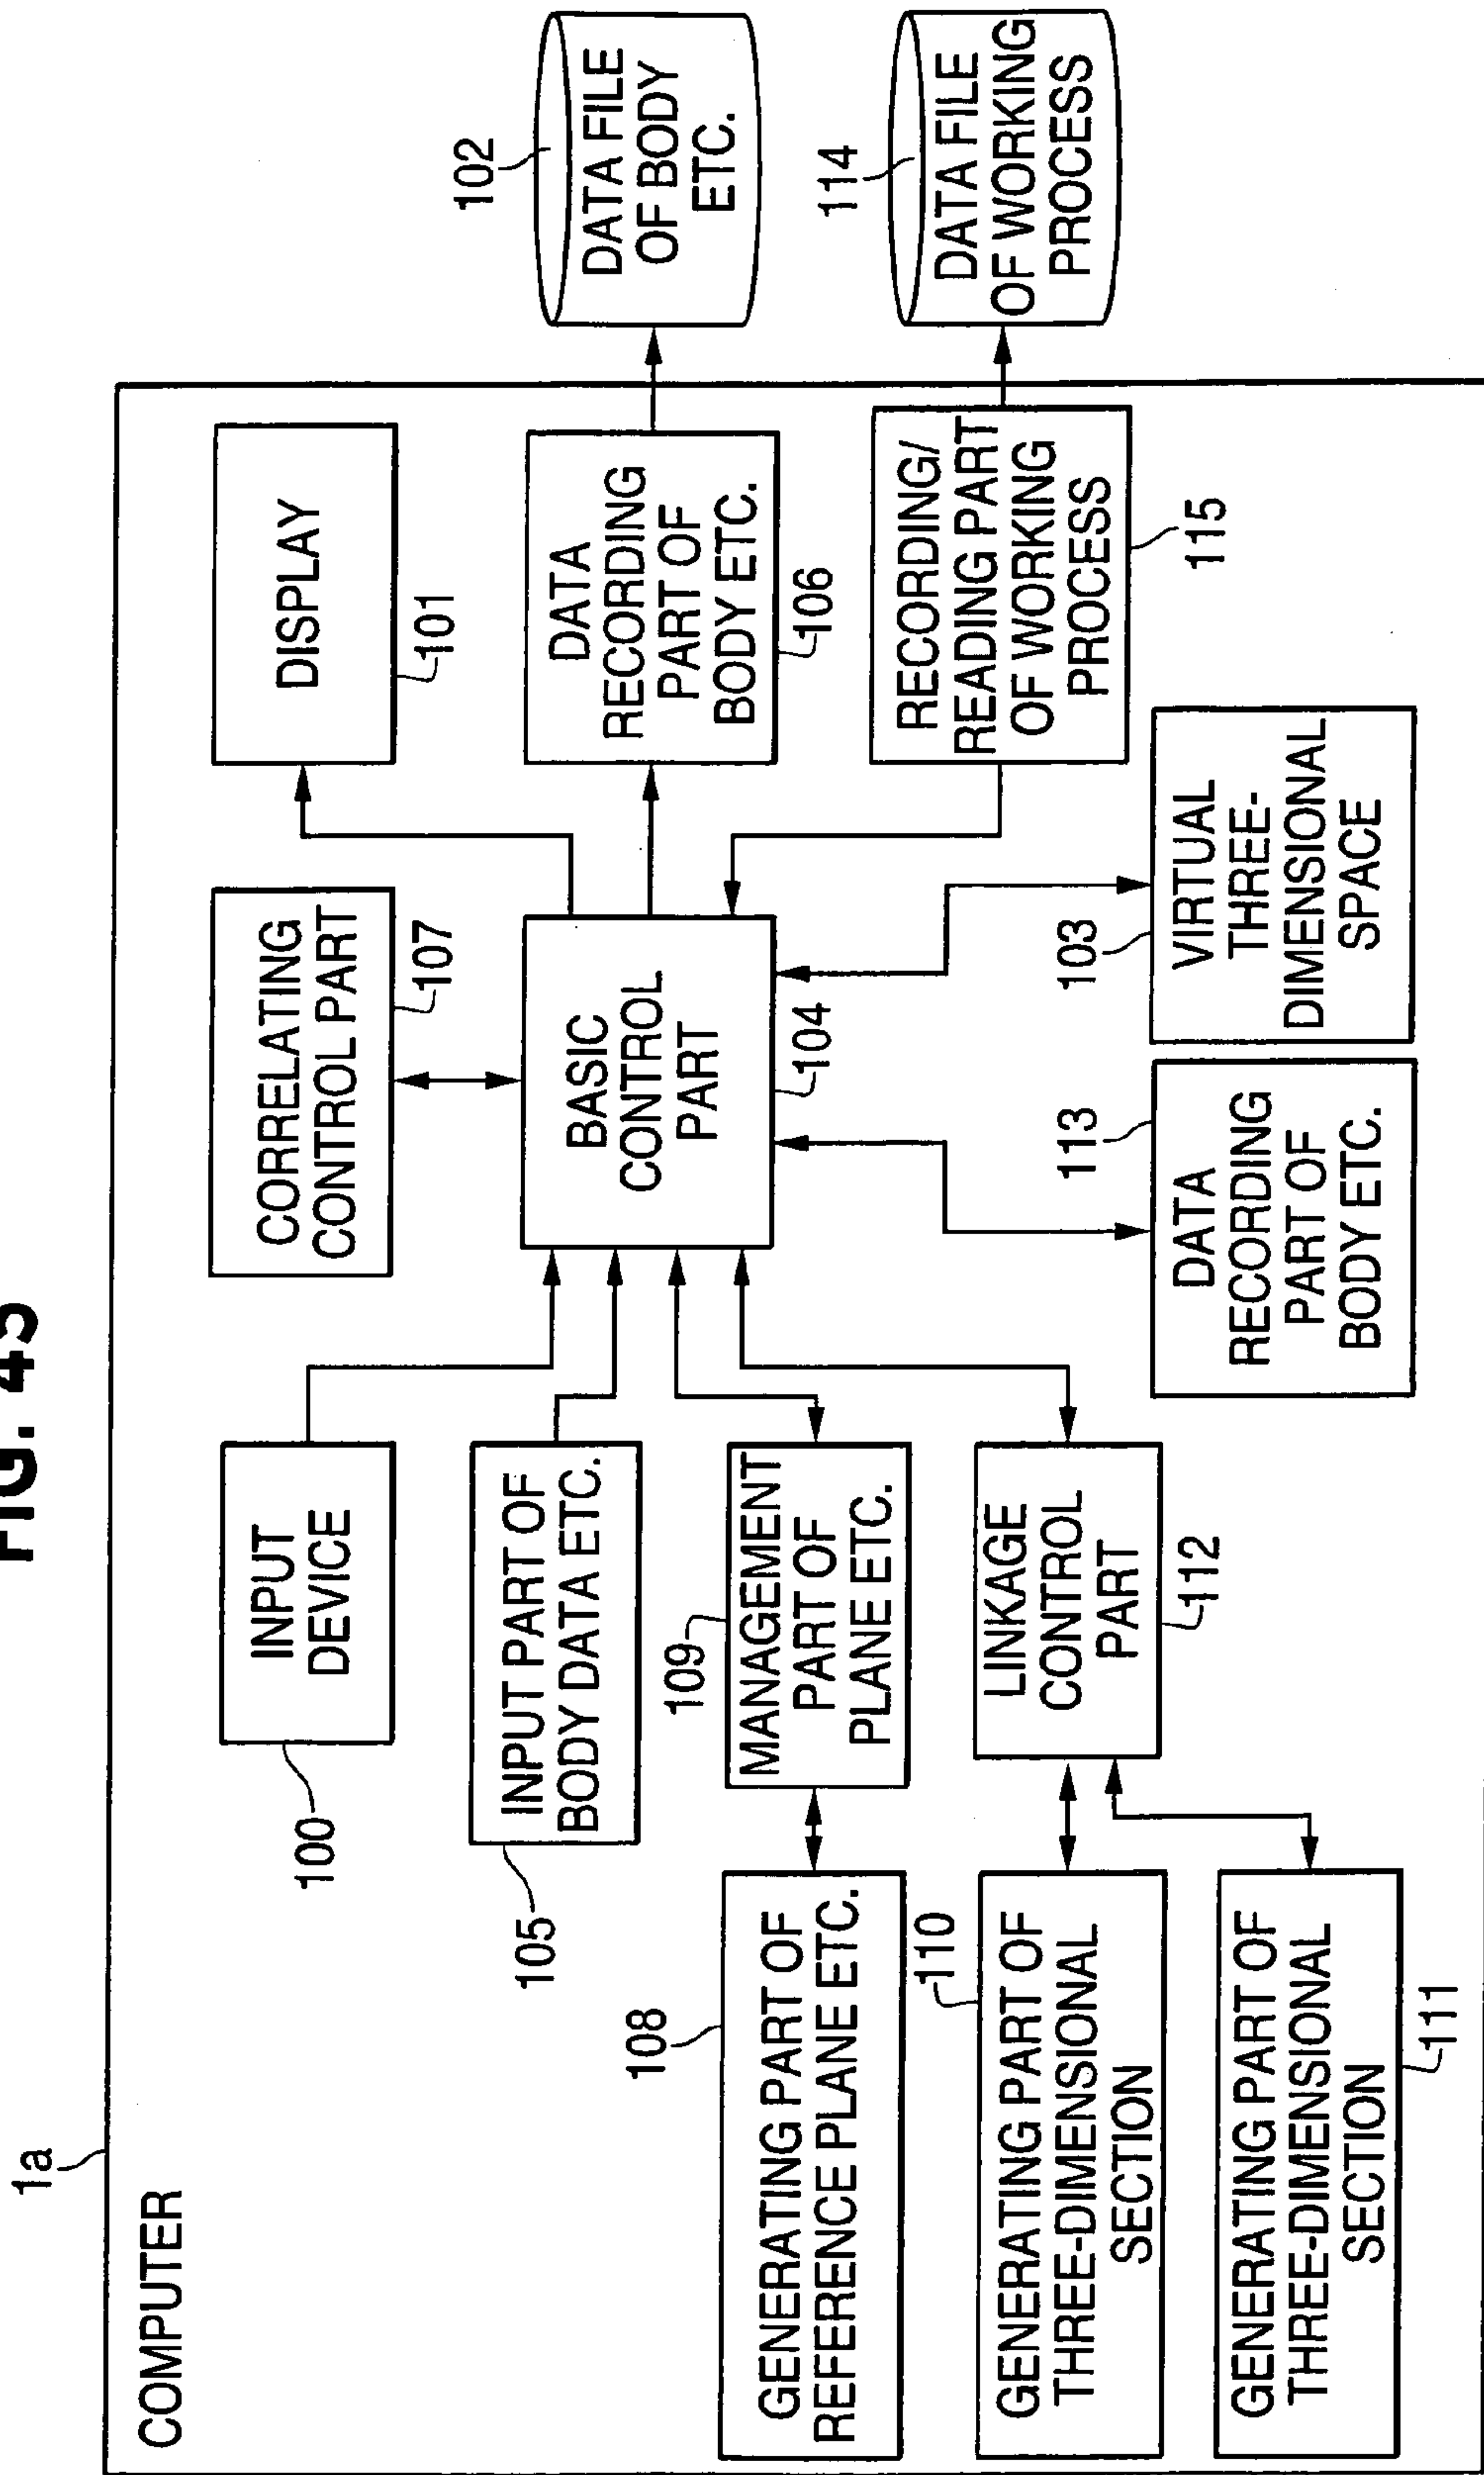 FIG. 43
1a
COMPUTER
INPUT
DEVICE
100
INPUT PART OF
BODY DATA ETC.
105
109
MANAGEMENT
PART OF
PLANE ETC.
108
GENERATING PART OF
REFERENCE PLANE ETC.
LINKAGE
CONTROL
PART
112
110
GENERATING PART OF
THREE-DIMENSIONAL
SECTION
GENERATING PART OF
THREE-DIMENSIONAL
SECTION
111
CORRELATING
CONTROL PART
107
BASIC
CONTROL
PART
104
113
DATA
RECORDING
PART OF
BODY ETC.
103
VIRTUAL
THREE-
DIMENSIONAL
SPACE
DISPLAY
101
DATA
RECORDING
PART OF
BODY ETC.
106
RECORDING/
READING PART
OF WORKING
PROCESS
115
102
DATA FILE
OF BODY
ETC.
114
DATA FILE
OF WORKING
PROCESS